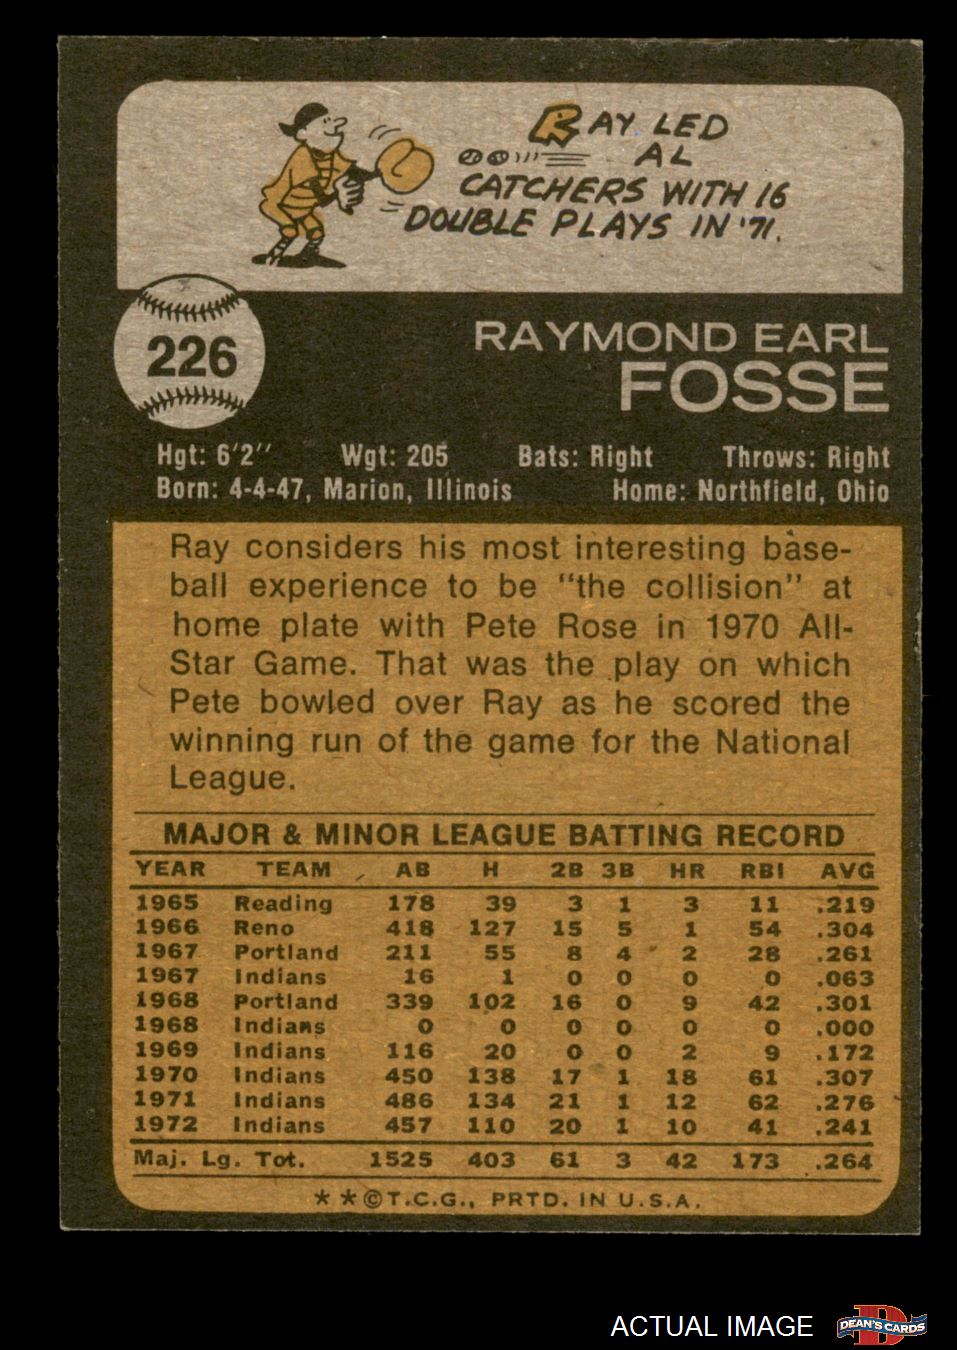 RAY LED
AL
CATCHERS WITH 16
DOUBLE PLAYS IN '71.
226
RAYMOND EARL
FOSSE
Hgt: 6'2" Wgt: 205 Bats: Right Throws: Right
Born: 4-4-47, Marion, Illinois Home: Northfield, Ohio
Ray considers his most interesting base-
ball experience to be "the collision" at
home plate with Pete Rose in 1970 All-
Star Game. That was the play on which
Pete bowled over Ray as he scored the
winning run of the game for the National
League.
MAJOR & MINOR LEAGUE BATTING RECORD
YEAR TEAM AB H 2B 3B HR RBI AVG
1965 Reading 178 39 3 1 3 11 .219
1966 Reno 418 127 15 5 1 54 .304
1967 Portland 211 55 8 4 2 28 .261
1967 Indians 16 1 0 0 0 0 .063
1968 Portland 339 102 16 0 9 42 .301
1968 Indians 0 0 0 0 0 0 .000
1969 Indians 116 20 0 0 2 9 .172
1970 Indians 450 138 17 1 18 61 .307
1971 Indians 486 134 21 1 12 62 .276
1972 Indians 457 110 20 1 10 41 .241
Maj. Lg. Tot. 1525 403 61 3 42 173 .264
**©T.C.G., PRTD. IN U.S.A.
ACTUAL IMAGE
D
DEAN'S CARDS